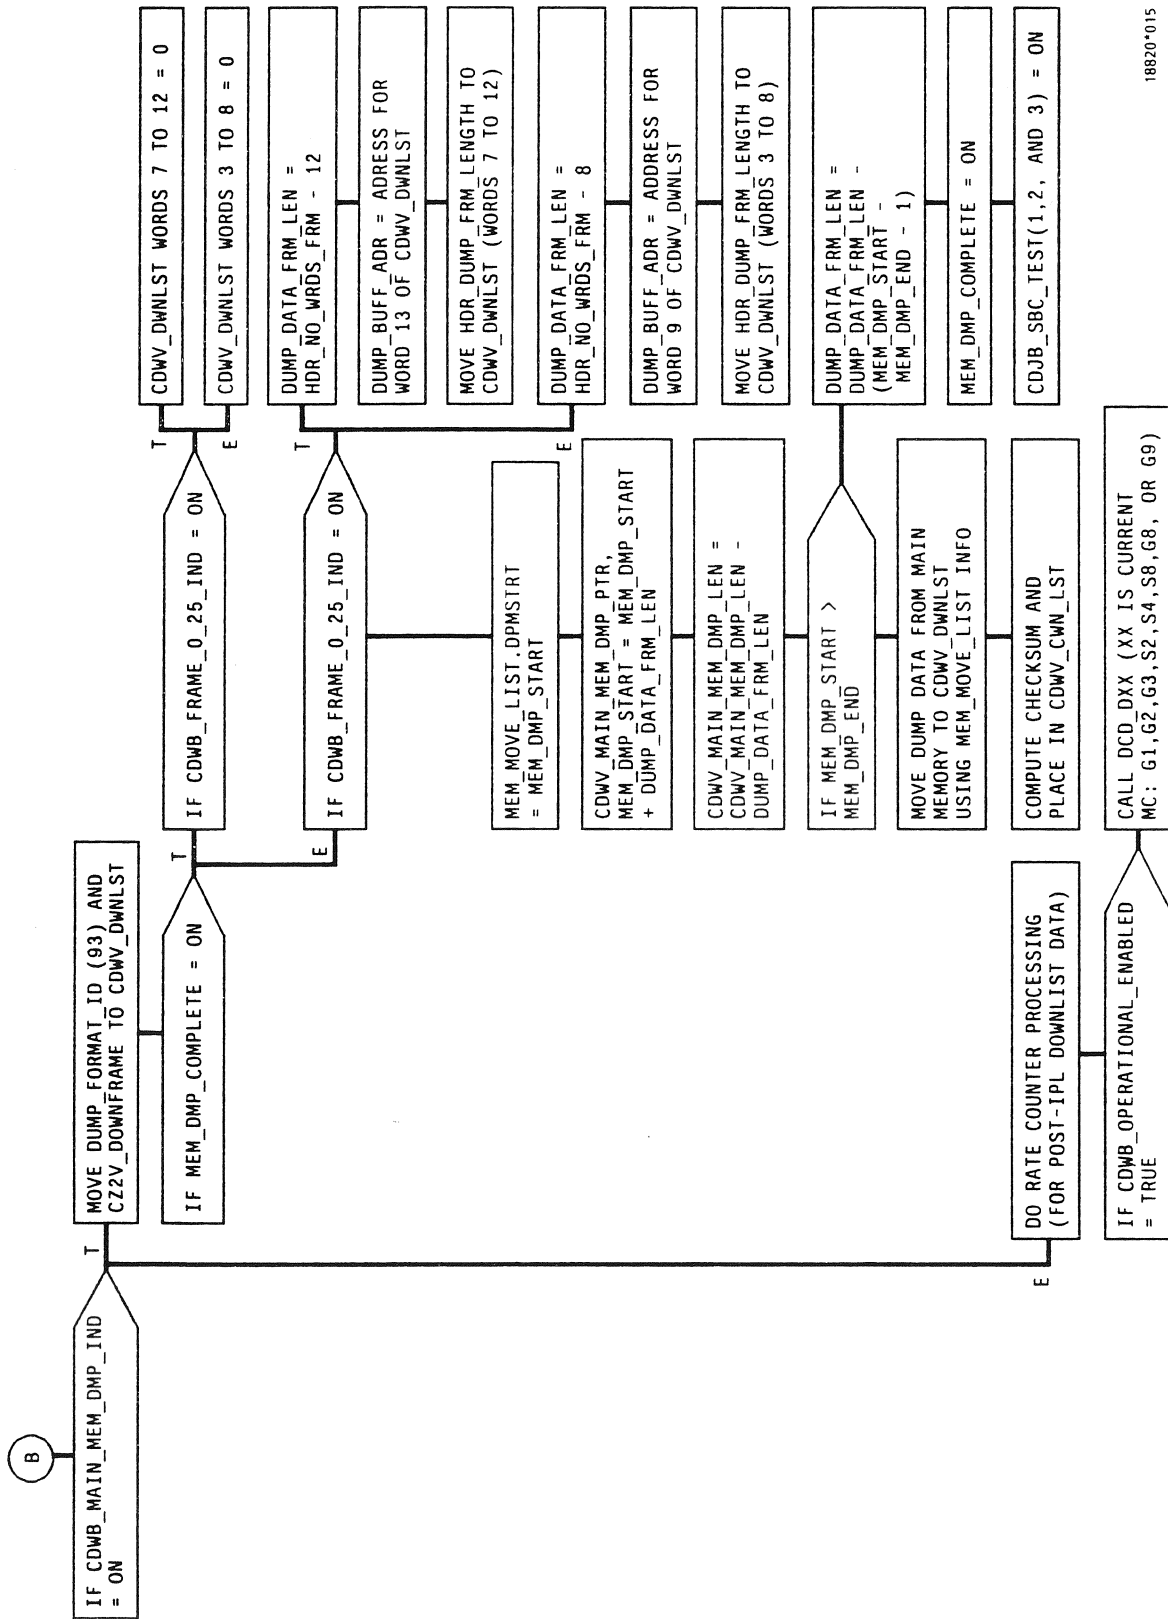 B
IF CDWB_MAIN_MEM_DMP_IND
= ON
T
MOVE DUMP_FORMAT_ID (93) AND
CZ2V_DOWNFRAME TO CDWV_DWNLST
IF MEM_DMP_COMPLETE = ON
T
IF CDWB_FRAME_0_25_IND = ON
T
CDWV_DWNLST WORDS 7 TO 12 = 0
E
CDWV_DWNLST WORDS 3 TO 8 = 0
E
IF CDWB_FRAME_0_25_IND = ON
T
DUMP_DATA_FRM_LEN =
HDR_NO_WRDS_FRM - 12
DUMP_BUFF_ADR = ADRESS FOR
WORD 13 OF CDWV_DWNLST
MOVE HDR_DUMP_FRM_LENGTH TO
CDWV_DWNLST (WORDS 7 TO 12)
E
DUMP_DATA_FRM_LEN =
HDR_NO_WRDS_FRM - 8
DUMP_BUFF_ADR = ADDRESS FOR
WORD 9 OF CDWV_DWNLST
MOVE HDR_DUMP_FRM_LENGTH TO
CDWV_DWNLST (WORDS 3 TO 8)
MEM_MOVE_LIST.DPMSTRT
= MEM_DMP_START
CDWV_MAIN_MEM_DMP_PTR,
MEM_DMP_START = MEM_DMP_START
+ DUMP_DATA_FRM_LEN
CDWV_MAIN_MEM_DMP_LEN =
CDWV_MAIN_MEM_DMP_LEN -
DUMP_DATA_FRM_LEN
IF MEM_DMP_START >
MEM_DMP_END
DUMP_DATA_FRM_LEN =
DUMP_DATA_FRM_LEN -
(MEM_DMP_START -
MEM_DMP_END - 1)
MEM_DMP_COMPLETE = ON
CDJB_SBC_TEST(1,2, AND 3) = ON
MOVE DUMP DATA FROM MAIN
MEMORY TO CDWV_DWNLST
USING MEM_MOVE_LIST INFO
COMPUTE CHECKSUM AND
PLACE IN CDWV_CWN_LST
E
DO RATE COUNTER PROCESSING
(FOR POST-IPL DOWNLIST DATA)
IF CDWB_OPERATIONAL_ENABLED
= TRUE
CALL DCD_DXX (XX IS CURRENT
MC: G1,G2,G3,S2,S4,S8,G8, OR G9)
18820*015